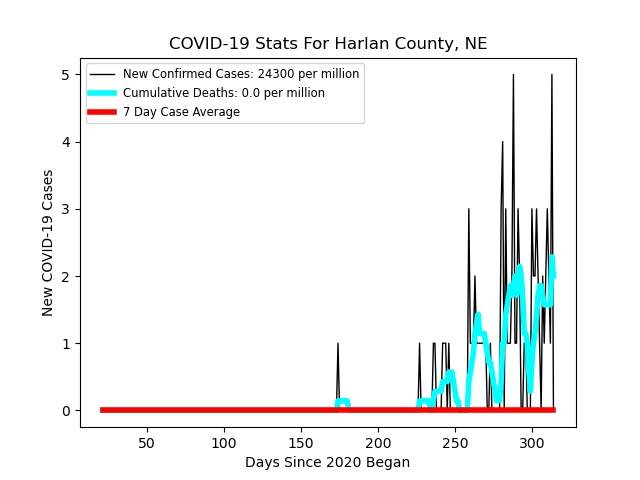 COVID-19 Stats For Harlan County, NE
New Confirmed Cases: 24300 per million
Cumulative Deaths: 0.0 per million
7 Day Case Average
New COVID-19 Cases
5
4
3
2
1
0
50 100 150 200 250 300
Days Since 2020 Began